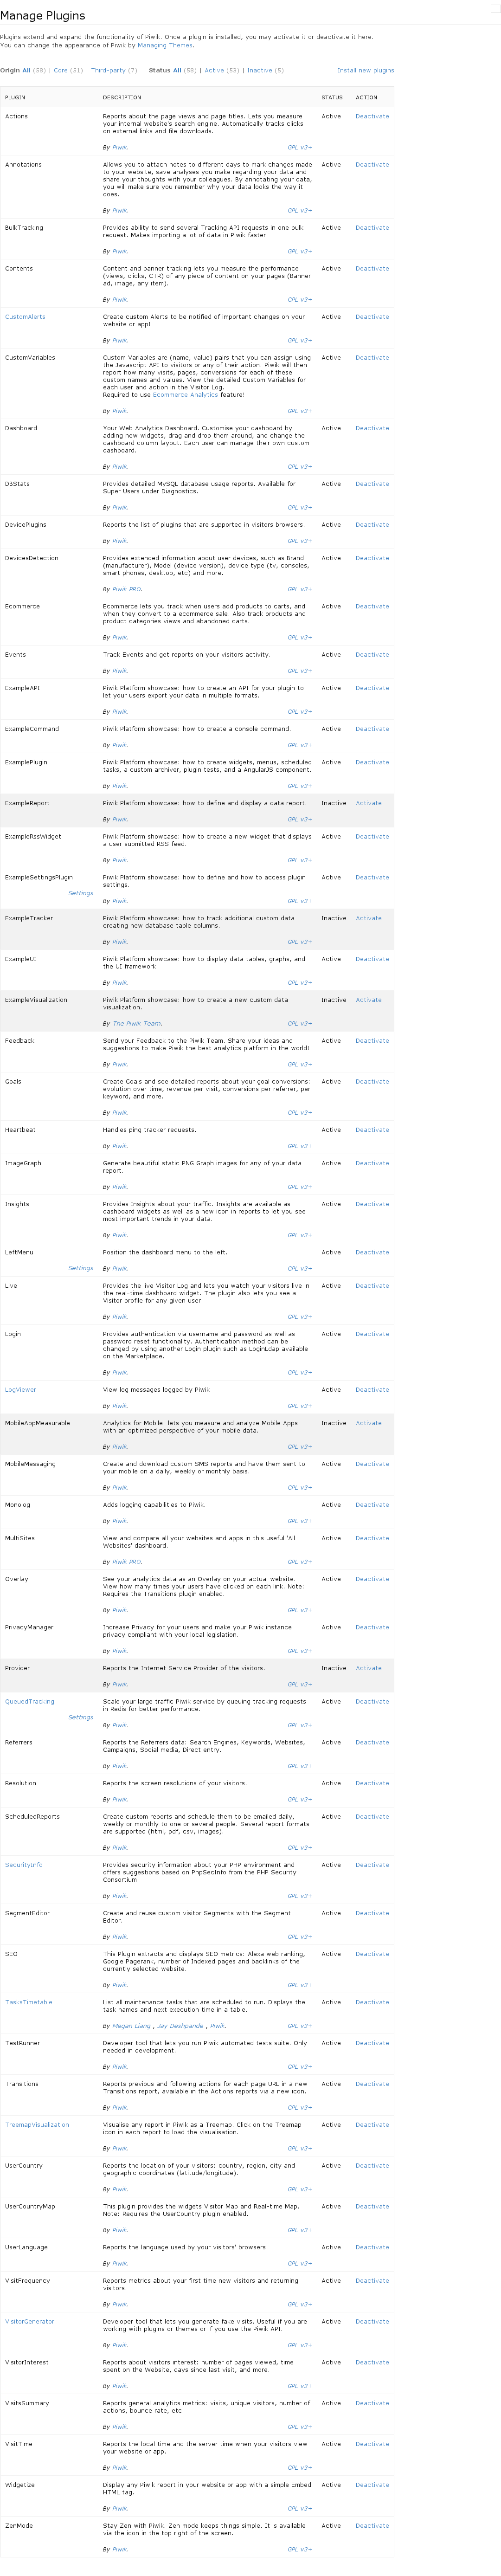 Manage Plugins
Plugins extend and expand the functionality of Piwik. Once a plugin is installed, you may activate it or deactivate it here.
You can change the appearance of Piwik by Managing Themes.
Origin All (58) | Core (51) | Third-party (7) Status All (58) | Active (53) | Inactive (5) Install new plugins
PLUGIN DESCRIPTION STATUS ACTION
Actions Reports about the page views and page titles. Lets you measure Active Deactivate
your internal website's search engine. Automatically tracks clicks
on external links and file downloads.
By Piwik. GPL v3+
Annotations Allows you to attach notes to different days to mark changes made Active Deactivate
to your website, save analyses you make regarding your data and
share your thoughts with your colleagues. By annotating your data,
you will make sure you remember why your data looks the way it
does.
By Piwik. GPL v3+
BulkTracking Provides ability to send several Tracking API requests in one bulk Active Deactivate
request. Makes importing a lot of data in Piwik faster.
By Piwik. GPL v3+
Contents Content and banner tracking lets you measure the performance Active Deactivate
(views, clicks, CTR) of any piece of content on your pages (Banner
ad, image, any item).
By Piwik. GPL v3+
CustomAlerts Create custom Alerts to be notified of important changes on your Active Deactivate
website or app!
By Piwik. GPL v3+
CustomVariables Custom Variables are (name, value) pairs that you can assign using Active Deactivate
the Javascript API to visitors or any of their action. Piwik will then
report how many visits, pages, conversions for each of these
custom names and values. View the detailed Custom Variables for
each user and action in the Visitor Log.
Required to use Ecommerce Analytics feature!
By Piwik. GPL v3+
Dashboard Your Web Analytics Dashboard. Customise your dashboard by Active Deactivate
adding new widgets, drag and drop them around, and change the
dashboard column layout. Each user can manage their own custom
dashboard.
By Piwik. GPL v3+
DBStats Provides detailed MySQL database usage reports. Available for Active Deactivate
Super Users under Diagnostics.
By Piwik. GPL v3+
DevicePlugins Reports the list of plugins that are supported in visitors browsers. Active Deactivate
By Piwik. GPL v3+
DevicesDetection Provides extended information about user devices, such as Brand Active Deactivate
(manufacturer), Model (device version), device type (tv, consoles,
smart phones, desktop, etc) and more.
By Piwik PRO. GPL v3+
Ecommerce Ecommerce lets you track when users add products to carts, and Active Deactivate
when they convert to a ecommerce sale. Also track products and
product categories views and abandoned carts.
By Piwik. GPL v3+
Events Track Events and get reports on your visitors activity. Active Deactivate
By Piwik. GPL v3+
ExampleAPI Piwik Platform showcase: how to create an API for your plugin to Active Deactivate
let your users export your data in multiple formats.
By Piwik. GPL v3+
ExampleCommand Piwik Platform showcase: how to create a console command. Active Deactivate
By Piwik. GPL v3+
ExamplePlugin Piwik Platform showcase: how to create widgets, menus, scheduled Active Deactivate
tasks, a custom archiver, plugin tests, and a AngularJS component.
By Piwik. GPL v3+
ExampleReport Piwik Platform showcase: how to define and display a data report. Inactive Activate
By Piwik. GPL v3+
ExampleRssWidget Piwik Platform showcase: how to create a new widget that displays Active Deactivate
a user submitted RSS feed.
By Piwik. GPL v3+
ExampleSettingsPlugin Piwik Platform showcase: how to define and how to access plugin Active Deactivate
settings.
Settings
By Piwik. GPL v3+
ExampleTracker Piwik Platform showcase: how to track additional custom data Inactive Activate
creating new database table columns.
By Piwik. GPL v3+
ExampleUI Piwik Platform showcase: how to display data tables, graphs, and Active Deactivate
the UI framework.
By Piwik. GPL v3+
ExampleVisualization Piwik Platform showcase: how to create a new custom data Inactive Activate
visualization.
By The Piwik Team. GPL v3+
Feedback Send your Feedback to the Piwik Team. Share your ideas and Active Deactivate
suggestions to make Piwik the best analytics platform in the world!
By Piwik. GPL v3+
Goals Create Goals and see detailed reports about your goal conversions: Active Deactivate
evolution over time, revenue per visit, conversions per referrer, per
keyword, and more.
By Piwik. GPL v3+
Heartbeat Handles ping tracker requests. Active Deactivate
By Piwik. GPL v3+
ImageGraph Generate beautiful static PNG Graph images for any of your data Active Deactivate
report.
By Piwik. GPL v3+
Insights Provides Insights about your traffic. Insights are available as Active Deactivate
dashboard widgets as well as a new icon in reports to let you see
most important trends in your data.
By Piwik. GPL v3+
LeftMenu Position the dashboard menu to the left. Active Deactivate
Settings By Piwik. GPL v3+
Live Provides the live Visitor Log and lets you watch your visitors live in Active Deactivate
the real-time dashboard widget. The plugin also lets you see a
Visitor profile for any given user.
By Piwik. GPL v3+
Login Provides authentication via username and password as well as Active Deactivate
password reset functionality. Authentication method can be
changed by using another Login plugin such as LoginLdap available
on the Marketplace.
By Piwik. GPL v3+
LogViewer View log messages logged by Piwik Active Deactivate
By Piwik. GPL v3+
MobileAppMeasurable Analytics for Mobile: lets you measure and analyze Mobile Apps Inactive Activate
with an optimized perspective of your mobile data.
By Piwik. GPL v3+
MobileMessaging Create and download custom SMS reports and have them sent to Active Deactivate
your mobile on a daily, weekly or monthly basis.
By Piwik. GPL v3+
Monolog Adds logging capabilities to Piwik. Active Deactivate
By Piwik. GPL v3+
MultiSites View and compare all your websites and apps in this useful 'All Active Deactivate
Websites' dashboard.
By Piwik PRO. GPL v3+
Overlay See your analytics data as an Overlay on your actual website. Active Deactivate
View how many times your users have clicked on each link. Note:
Requires the Transitions plugin enabled.
By Piwik. GPL v3+
PrivacyManager Increase Privacy for your users and make your Piwik instance Active Deactivate
privacy compliant with your local legislation.
By Piwik. GPL v3+
Provider Reports the Internet Service Provider of the visitors. Inactive Activate
By Piwik. GPL v3+
QueuedTracking Scale your large traffic Piwik service by queuing tracking requests Active Deactivate
in Redis for better performance.
Settings
By Piwik. GPL v3+
Referrers Reports the Referrers data: Search Engines, Keywords, Websites, Active Deactivate
Campaigns, Social media, Direct entry.
By Piwik. GPL v3+
Resolution Reports the screen resolutions of your visitors. Active Deactivate
By Piwik. GPL v3+
ScheduledReports Create custom reports and schedule them to be emailed daily, Active Deactivate
weekly or monthly to one or several people. Several report formats
are supported (html, pdf, csv, images).
By Piwik. GPL v3+
SecurityInfo Provides security information about your PHP environment and Active Deactivate
offers suggestions based on PhpSecInfo from the PHP Security
Consortium.
By Piwik. GPL v3+
SegmentEditor Create and reuse custom visitor Segments with the Segment Active Deactivate
Editor.
By Piwik. GPL v3+
SEO This Plugin extracts and displays SEO metrics: Alexa web ranking, Active Deactivate
Google Pagerank, number of Indexed pages and backlinks of the
currently selected website.
By Piwik. GPL v3+
TasksTimetable List all maintenance tasks that are scheduled to run. Displays the Active Deactivate
task names and next execution time in a table.
By Megan Liang , Jay Deshpande , Piwik. GPL v3+
TestRunner Developer tool that lets you run Piwik automated tests suite. Only Active Deactivate
needed in development.
By Piwik. GPL v3+
Transitions Reports previous and following actions for each page URL in a new Active Deactivate
Transitions report, available in the Actions reports via a new icon.
By Piwik. GPL v3+
TreemapVisualization Visualise any report in Piwik as a Treemap. Click on the Treemap Active Deactivate
icon in each report to load the visualisation.
By Piwik. GPL v3+
UserCountry Reports the location of your visitors: country, region, city and Active Deactivate
geographic coordinates (latitude/longitude).
By Piwik. GPL v3+
UserCountryMap This plugin provides the widgets Visitor Map and Real-time Map. Active Deactivate
Note: Requires the UserCountry plugin enabled.
By Piwik. GPL v3+
UserLanguage Reports the language used by your visitors' browsers. Active Deactivate
By Piwik. GPL v3+
VisitFrequency Reports metrics about your first time new visitors and returning Active Deactivate
visitors.
By Piwik. GPL v3+
VisitorGenerator Developer tool that lets you generate fake visits. Useful if you are Active Deactivate
working with plugins or themes or if you use the Piwik API.
By Piwik. GPL v3+
VisitorInterest Reports about visitors interest: number of pages viewed, time Active Deactivate
spent on the Website, days since last visit, and more.
By Piwik. GPL v3+
VisitsSummary Reports general analytics metrics: visits, unique visitors, number of Active Deactivate
actions, bounce rate, etc.
By Piwik. GPL v3+
VisitTime Reports the local time and the server time when your visitors view Active Deactivate
your website or app.
By Piwik. GPL v3+
Widgetize Display any Piwik report in your website or app with a simple Embed Active Deactivate
HTML tag.
By Piwik. GPL v3+
ZenMode Stay Zen with Piwik. Zen mode keeps things simple. It is available Active Deactivate
via the icon in the top right of the screen.
By Piwik. GPL v3+